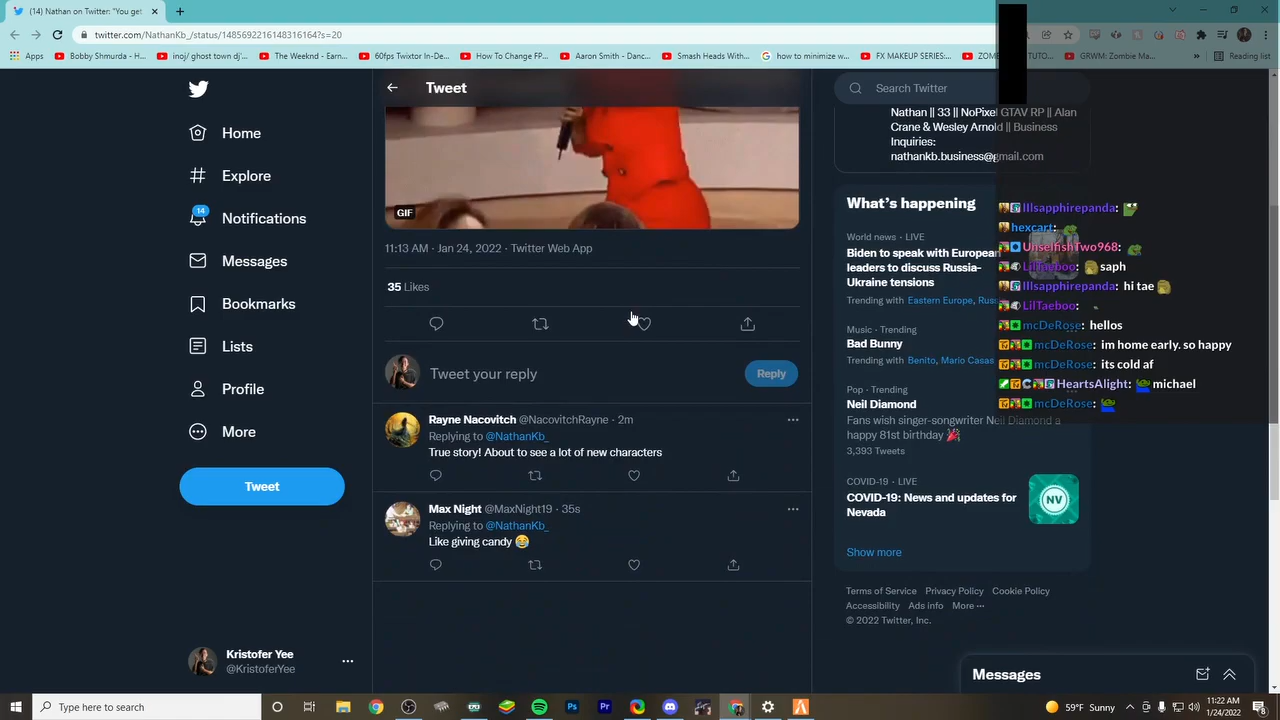 (14) Nathan on Twitter: "You get
twitter.com/NathanKb_/status/1485692216148316164?s=20
Apps
Bobby Shmurda - H...
inoj/ ghost town dj'...
The Weeknd - Earn...
60fps Twixtor In-De...
How To Change FP...
Aaron Smith - Danc...
Smash Heads With...
how to minimize w...
FX MAKEUP SERIES:...
GRWM: Zombie Ma...
Reading list
Home
Explore
14
Notifications
Messages
Bookmarks
Lists
Profile
More
Tweet
Kristofer Yee
@KristoferYee
Tweet
GIF
11:13 AM · Jan 24, 2022 · Twitter Web App
35 Likes
Tweet your reply
Reply
Rayne Nacovitch @NacovitchRayne · 2m
Replying to @NathanKb_
True story! About to see a lot of new characters
Max Night @MaxNight19 · 35s
Replying to @NathanKb_
Like giving candy 😂
Search Twitter
Nathan || 33 || NoPixel GTAV RP || Alan
Crane & Wesley Arnold || Business
Inquiries:
nathankb.business@gmail.com
What's happening
World news · LIVE
Biden to speak with European
leaders to discuss Russia-
Ukraine tensions
Trending with Eastern Europe,
Music · Trending
Bad Bunny
Trending with Benito, Mario Casas
Pop · Trending
Neil Diamond
Fans wish singer-songwriter Neil Diamond a
happy 81st birthday 🎉
3,393 Tweets
COVID-19 · LIVE
COVID-19: News and updates for
Nevada
NV
Show more
Terms of Service Privacy Policy Cookie Policy
Accessibility Ads info More ···
© 2022 Twitter, Inc.
Messages
hexcart:
UnselfishTwo968:
LilTaeboo: saph
hi tae
LilTaeboo:
mcDeRose: hellos
mcDeRose: im home early. so happy
mcDeRose: its cold af
HeartsAlight: michael
mcDeRose:
Type here to search
59°F Sunny
11:22 AM
1/24/2022